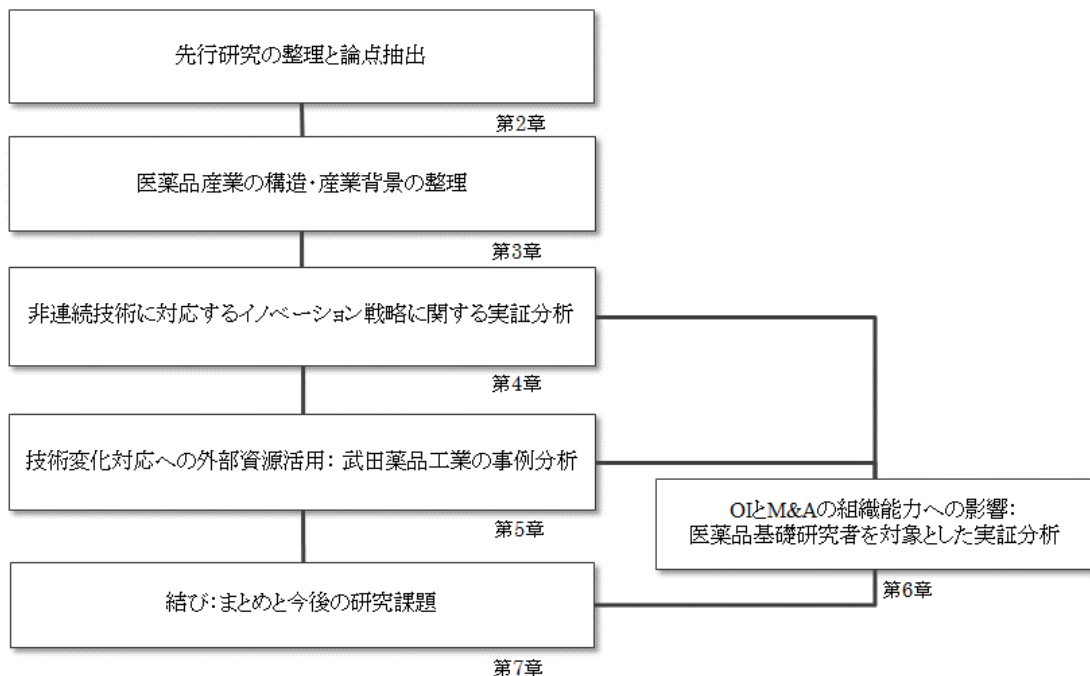 先行研究の整理と論点抽出
第2章
医薬品産業の構造・産業背景の整理
第3章
非連続技術に対応するイノベーション戦略に関する実証分析
第4章
技術変化対応への外部資源活用: 武田薬品工業の事例分析
第5章
OIとM&Aの組織能力への影響:
医薬品基礎研究者を対象とした実証分析
第6章
結び:まとめと今後の研究課題
第7章